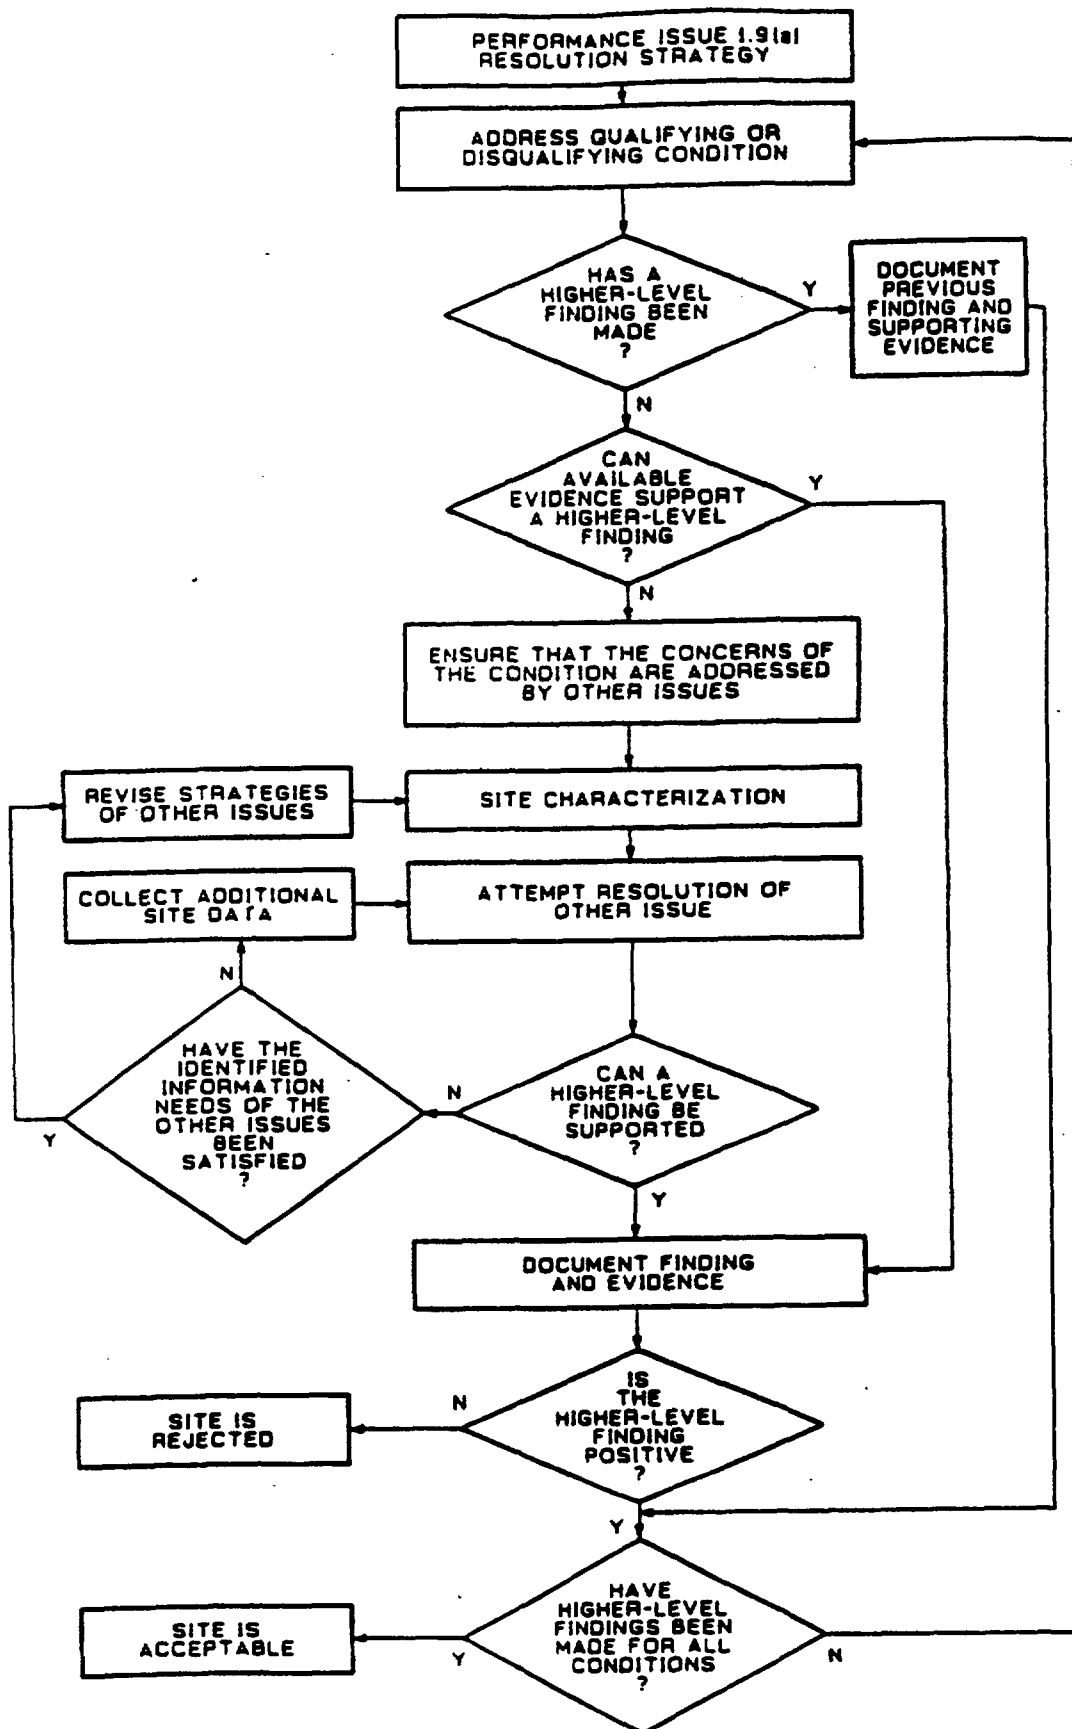 PERFORMANCE ISSUE 1.9(a)
RESOLUTION STRATEGY
ADDRESS QUALIFYING OR
DISQUALIFYING CONDITION
HAS A
HIGHER-LEVEL
FINDING BEEN
MADE
?
Y
DOCUMENT
PREVIOUS
FINDING AND
SUPPORTING
EVIDENCE
N
CAN
AVAILABLE
EVIDENCE SUPPORT
A HIGHER-LEVEL
FINDING
?
Y
N
ENSURE THAT THE CONCERNS OF
THE CONDITION ARE ADDRESSED
BY OTHER ISSUES
REVISE STRATEGIES
OF OTHER ISSUES
SITE CHARACTERIZATION
COLLECT ADDITIONAL
SITE DATA
ATTEMPT RESOLUTION OF
OTHER ISSUE
N
HAVE THE
IDENTIFIED
INFORMATION
NEEDS OF THE
OTHER ISSUES
BEEN
SATISFIED
?
Y
N
CAN A
HIGHER-LEVEL
FINDING BE
SUPPORTED
?
Y
DOCUMENT FINDING
AND EVIDENCE
IS
THE
HIGHER-LEVEL
FINDING
POSITIVE
?
N
SITE IS
REJECTED
Y
HAVE
HIGHER-LEVEL
FINDINGS BEEN
MADE FOR ALL
CONDITIONS
?
Y
SITE IS
ACCEPTABLE
N